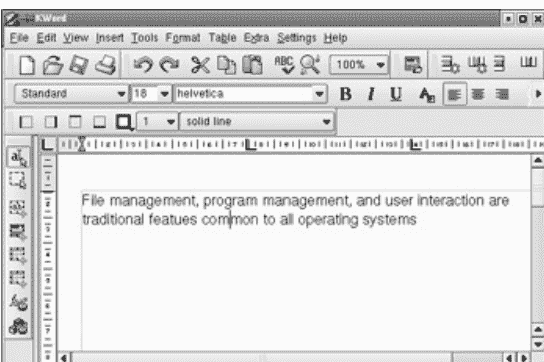 KWord
File Edit View Insert Tools Format Table Extra Settings Help
ABC 100%
Standard 18 helvetica B I U A
1 solid line
File management, program management, and user interaction are
traditional featues common to all operating systems